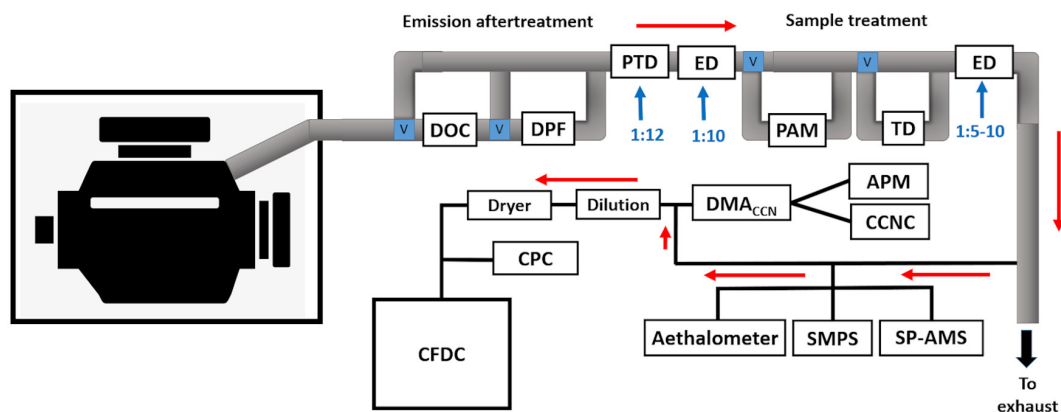 Emission aftertreatment
Sample treatment
V
DOC
V
DPF
PTD
ED
V
PAM
V
TD
ED
1:12
1:10
1:5-10
Dryer
Dilution
DMACCN
APM
CCNC
CPC
CFDC
Aethalometer
SMPS
SP-AMS
To
exhaust